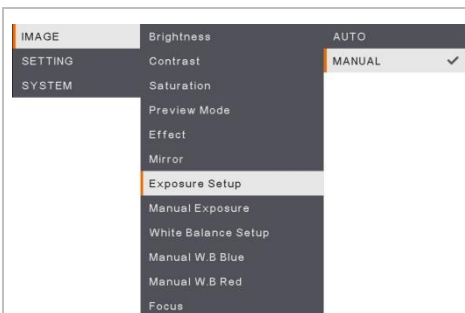 IMAGE
SETTING
SYSTEM
Brightness
Contrast
Saturation
Preview Mode
Effect
Mirror
Exposure Setup
Manual Exposure
White Balance Setup
Manual W.B Blue
Manual W.B Red
Focus
AUTO
MANUAL